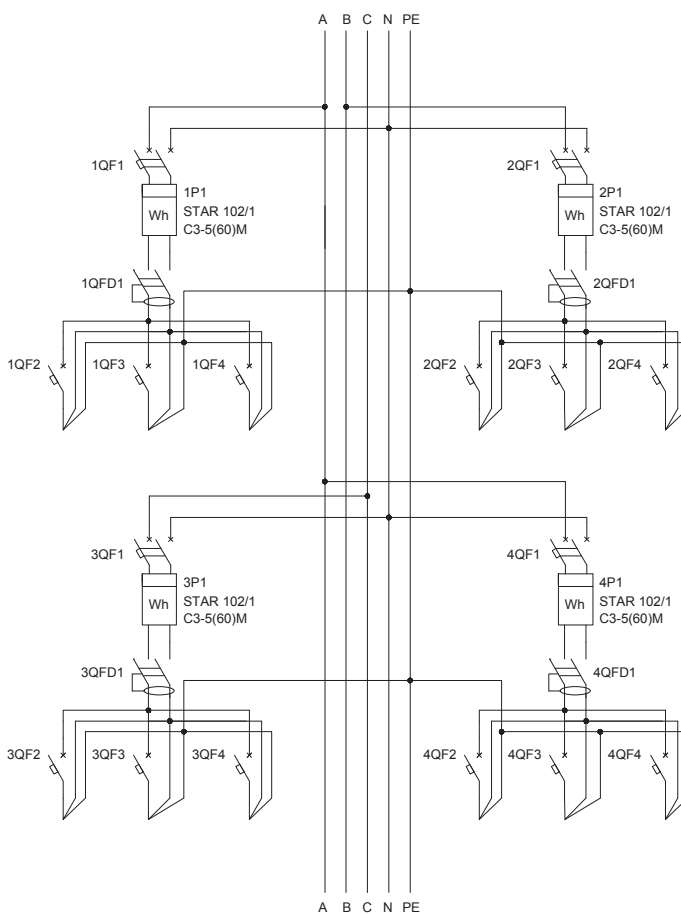 A B C N PE
1QF1
1P1
Wh
STAR 102/1
C3-5(60)M
2QF1
2P1
Wh
STAR 102/1
C3-5(60)M
1QFD1
2QFD1
1QF2
1QF3
1QF4
2QF2
2QF3
2QF4
3QF1
3P1
Wh
STAR 102/1
C3-5(60)M
4QF1
4P1
Wh
STAR 102/1
C3-5(60)M
3QFD1
4QFD1
3QF2
3QF3
3QF4
4QF2
4QF3
4QF4
A B C N PE